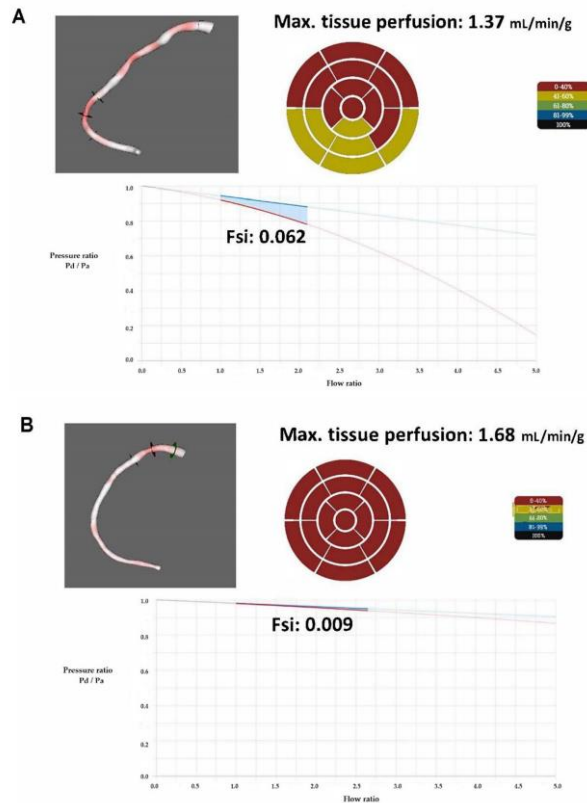 A
Max. tissue perfusion: 1.37 mL/min/g
0-40%
41-60%
61-80%
81-99%
100%
Fsi: 0.062
Pressure ratio
Pd / Pa
1.0
0.8
0.6
0.4
0.2
0.0
0.0 0.5 1.0 1.5 2.0 2.5 3.0 3.5 4.0 4.5 5.0
Flow ratio
B
Max. tissue perfusion: 1.68 mL/min/g
0-40%
81-99%
100%
Fsi: 0.009
Pressure ratio
Pd / Pa
1.0
0.8
0.6
0.4
0.2
0.0
0.0 0.5 1.0 1.5 2.0 2.5 3.0 3.5 4.0 4.5 5.0
Flow ratio